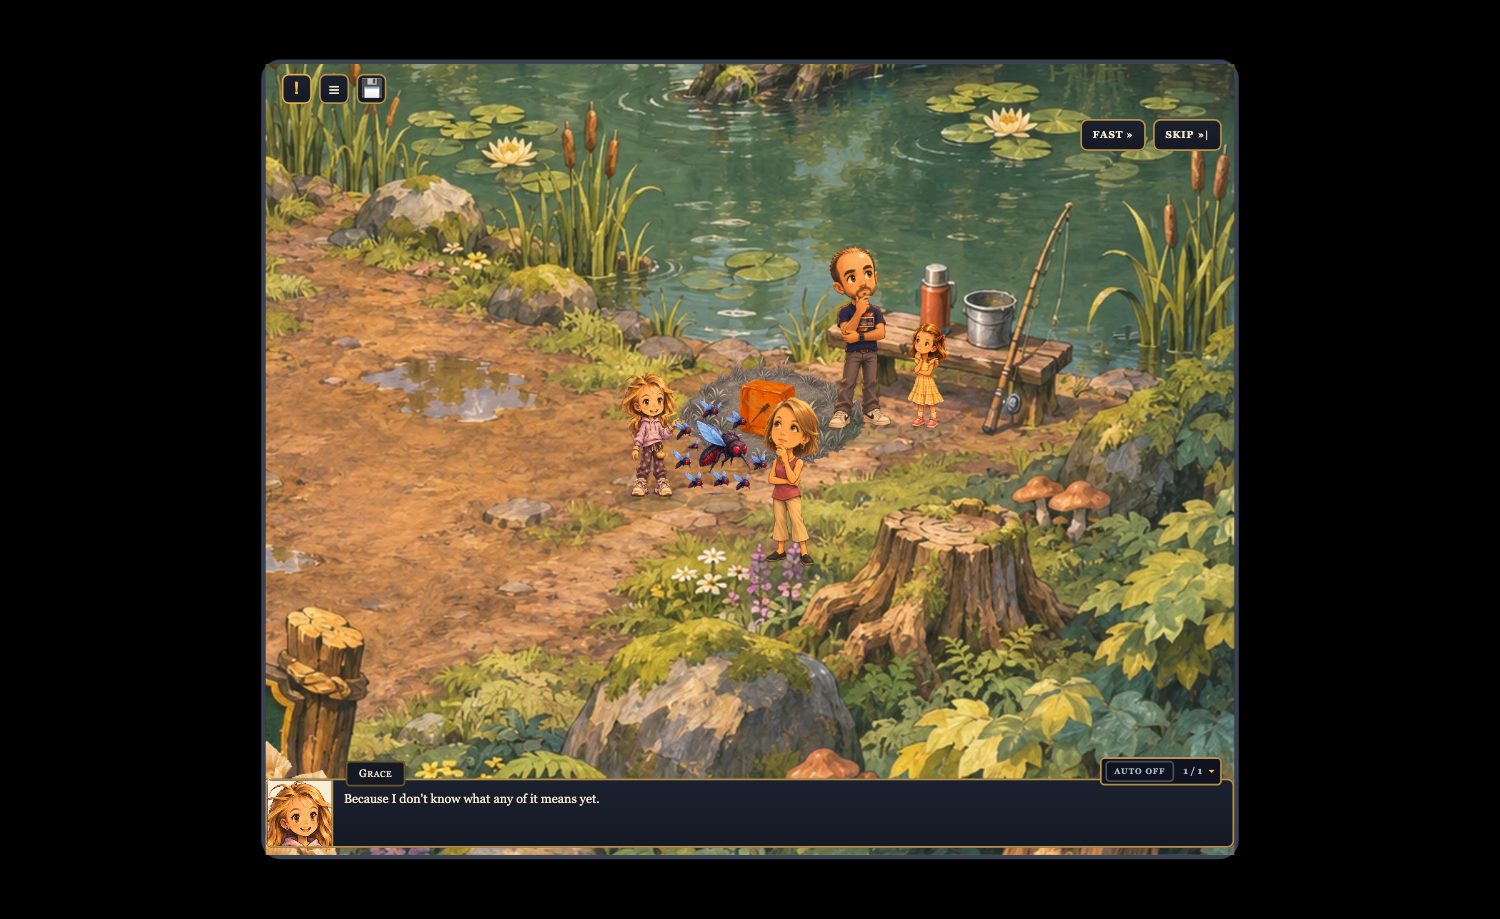 !
FAST »
SKIP »|
GRACE
AUTO OFF
1 / 1
Because I don't know what any of it means yet.